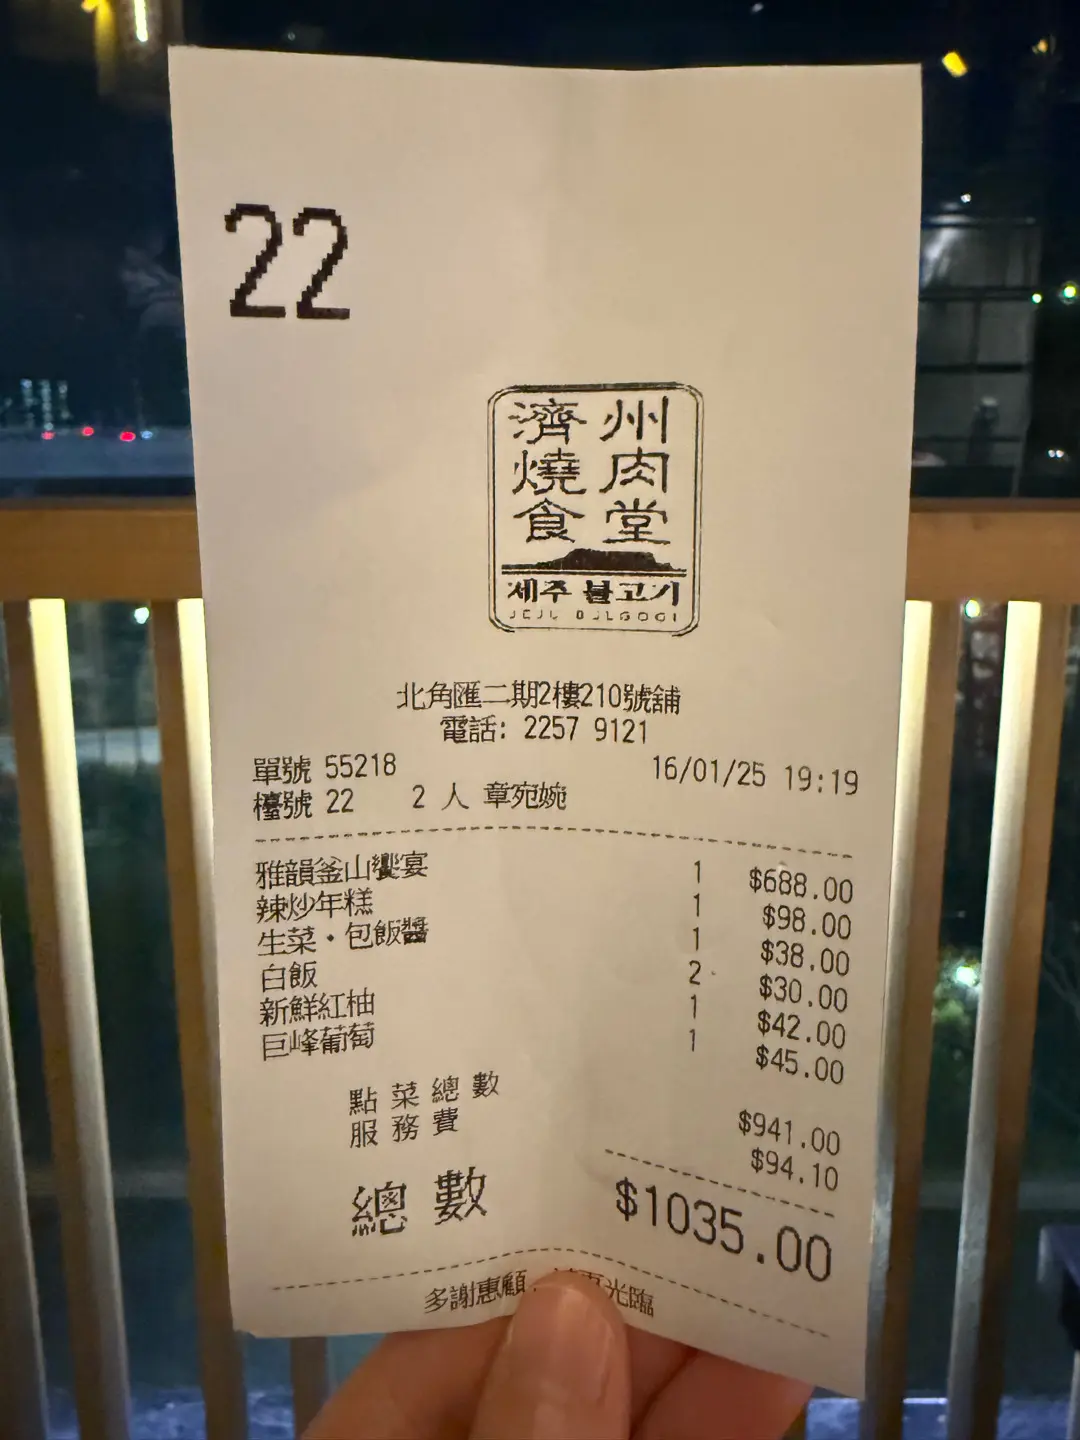 22
濟州
燒肉
食堂
제주 불고기
JEJU BULGOGI
北角匯二期2樓210號舖
電話: 2257 9121
單號 55218 16/01/25 19:19
檯號 22 2 人 章宛婉
雅韻釜山饗宴 1 $688.00
辣炒年糕 1 $98.00
生菜・包飯醬 1 $38.00
白飯 2 $30.00
新鮮紅柚 1 $42.00
巨峰葡萄 1 $45.00
點菜總數 $941.00
服務費 $94.10
總數 $1035.00
多謝惠顧 光臨